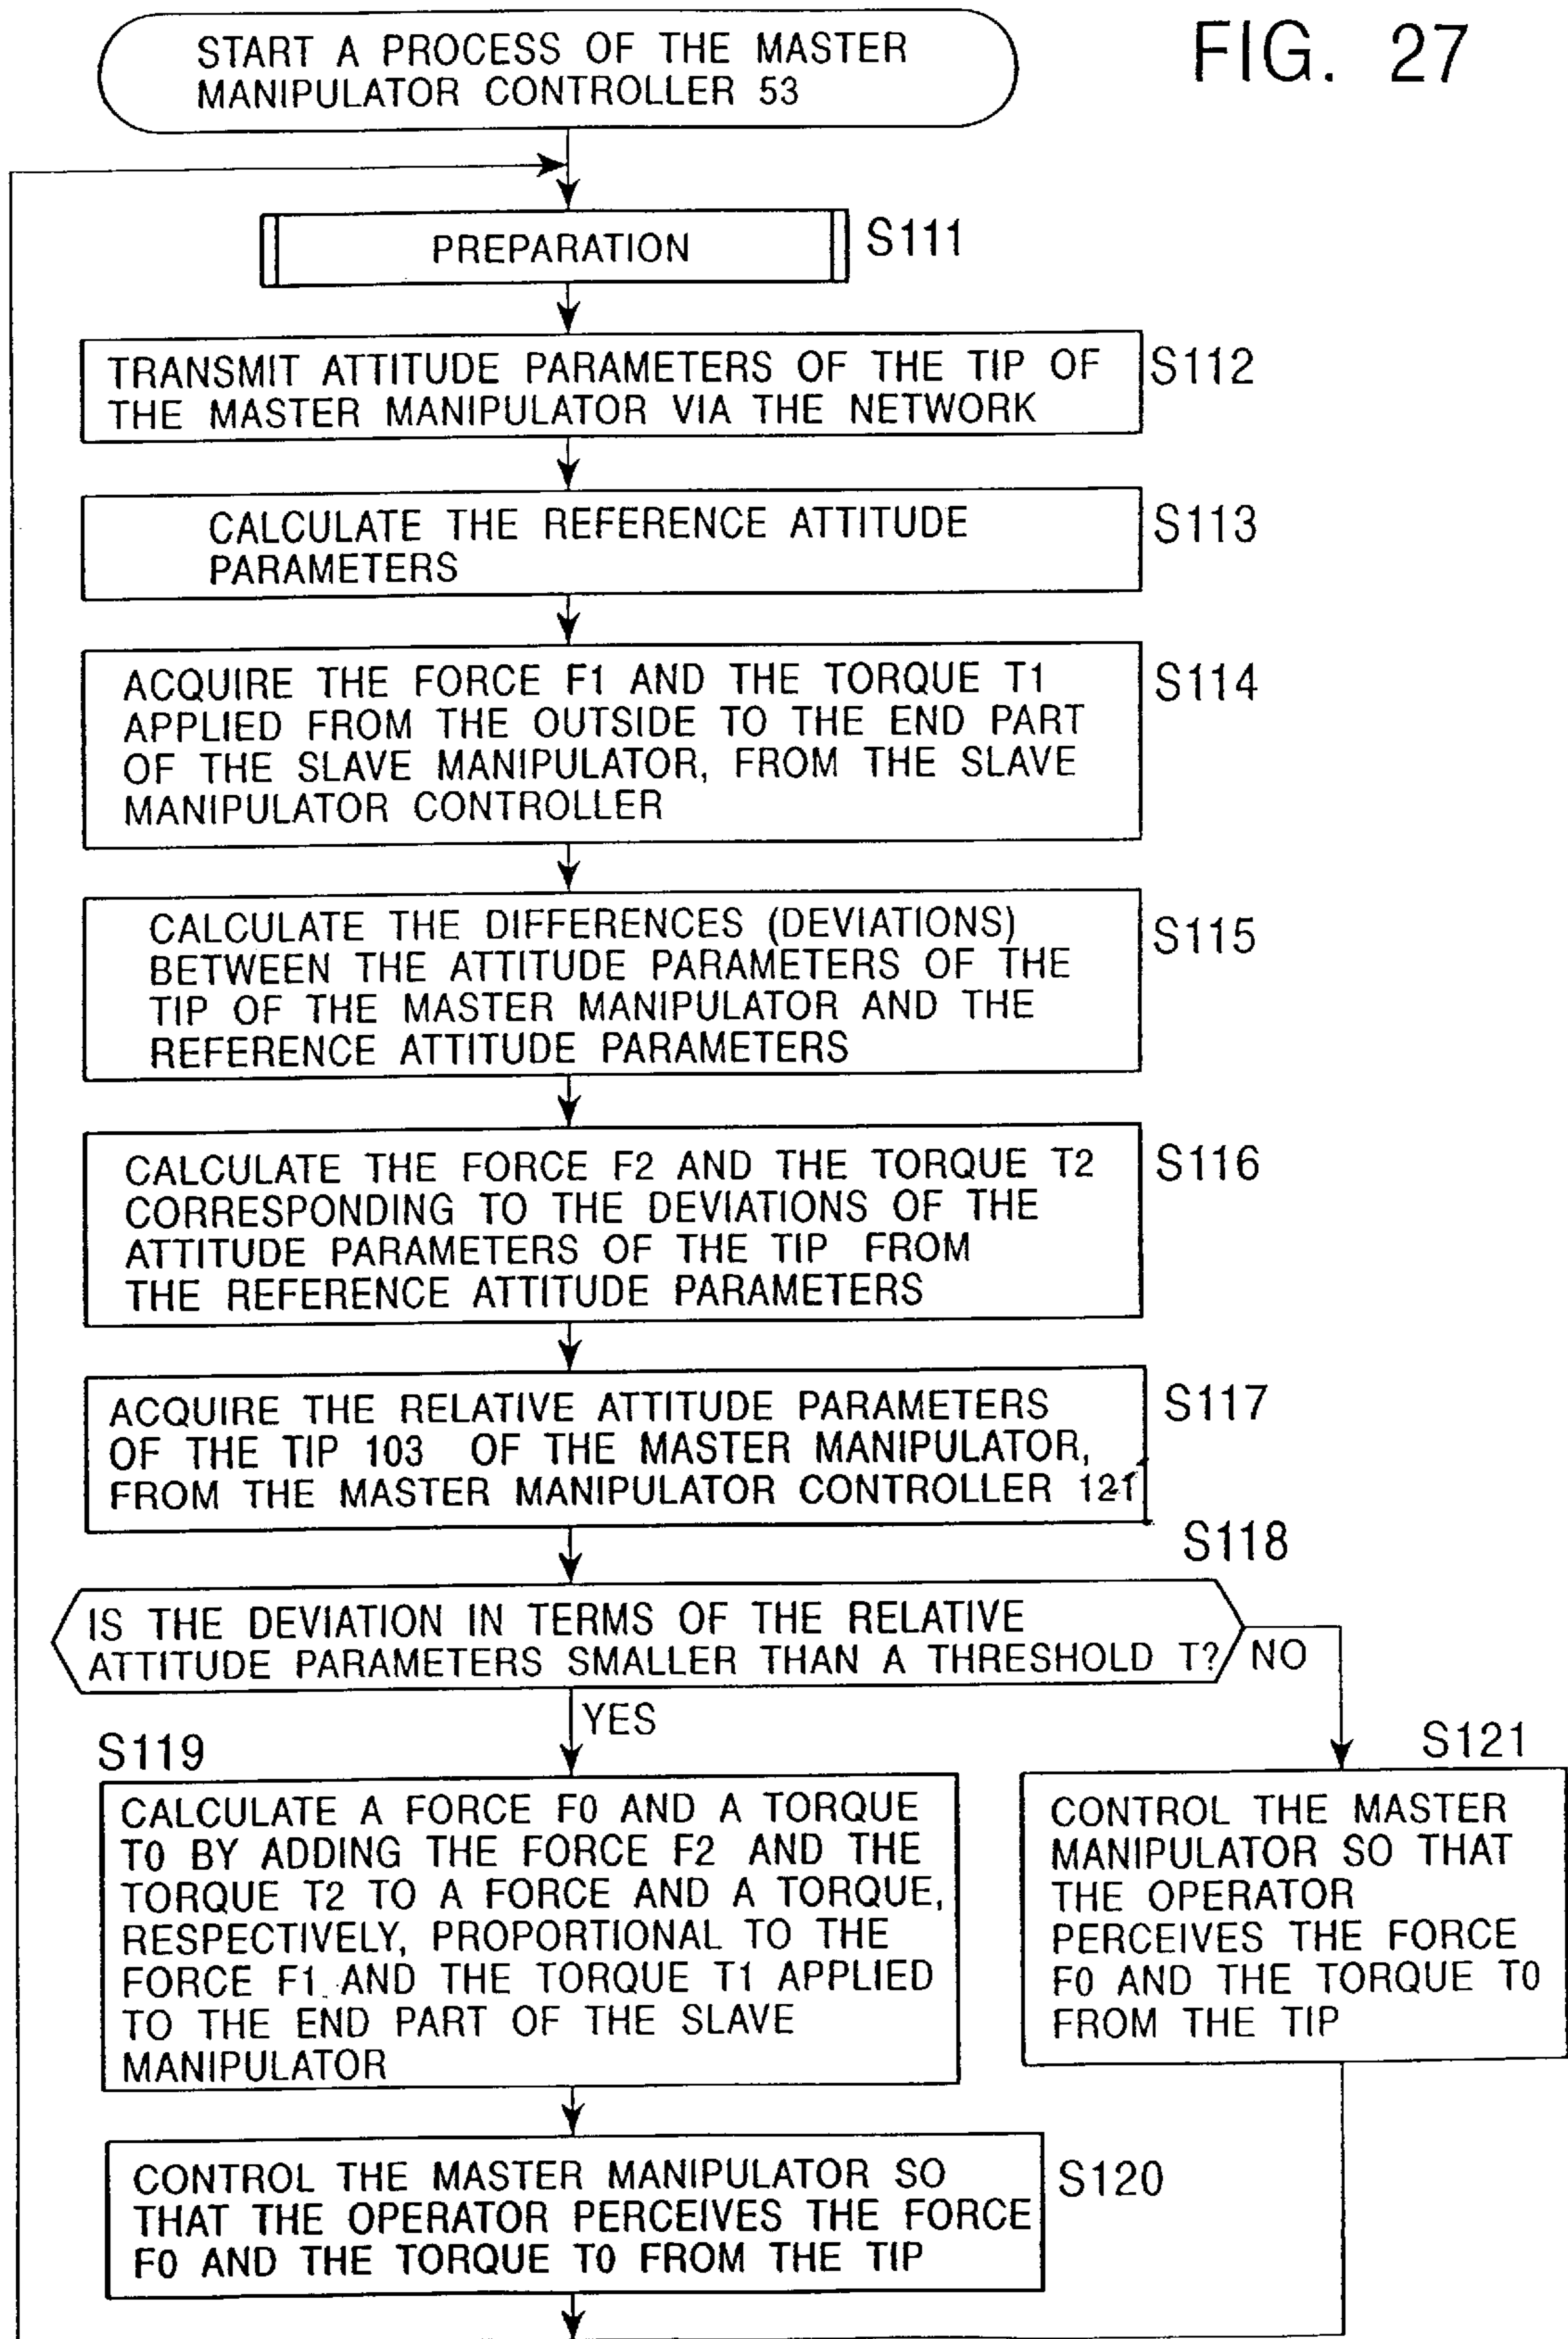 FIG. 27
START A PROCESS OF THE MASTER
MANIPULATOR CONTROLLER 53
PREPARATION
S111
TRANSMIT ATTITUDE PARAMETERS OF THE TIP OF
THE MASTER MANIPULATOR VIA THE NETWORK
S112
CALCULATE THE REFERENCE ATTITUDE
PARAMETERS
S113
ACQUIRE THE FORCE F1 AND THE TORQUE T1
APPLIED FROM THE OUTSIDE TO THE END PART
OF THE SLAVE MANIPULATOR, FROM THE SLAVE
MANIPULATOR CONTROLLER
S114
CALCULATE THE DIFFERENCES (DEVIATIONS)
BETWEEN THE ATTITUDE PARAMETERS OF THE
TIP OF THE MASTER MANIPULATOR AND THE
REFERENCE ATTITUDE PARAMETERS
S115
CALCULATE THE FORCE F2 AND THE TORQUE T2
CORRESPONDING TO THE DEVIATIONS OF THE
ATTITUDE PARAMETERS OF THE TIP FROM
THE REFERENCE ATTITUDE PARAMETERS
S116
ACQUIRE THE RELATIVE ATTITUDE PARAMETERS
OF THE TIP 103 OF THE MASTER MANIPULATOR,
FROM THE MASTER MANIPULATOR CONTROLLER 121
S117
S118
IS THE DEVIATION IN TERMS OF THE RELATIVE
ATTITUDE PARAMETERS SMALLER THAN A THRESHOLD T?
NO
YES
S119
CALCULATE A FORCE F0 AND A TORQUE
T0 BY ADDING THE FORCE F2 AND THE
TORQUE T2 TO A FORCE AND A TORQUE,
RESPECTIVELY, PROPORTIONAL TO THE
FORCE F1 AND THE TORQUE T1 APPLIED
TO THE END PART OF THE SLAVE
MANIPULATOR
S121
CONTROL THE MASTER
MANIPULATOR SO THAT
THE OPERATOR
PERCEIVES THE FORCE
F0 AND THE TORQUE T0
FROM THE TIP
CONTROL THE MASTER MANIPULATOR SO
THAT THE OPERATOR PERCEIVES THE FORCE
F0 AND THE TORQUE T0 FROM THE TIP
S120